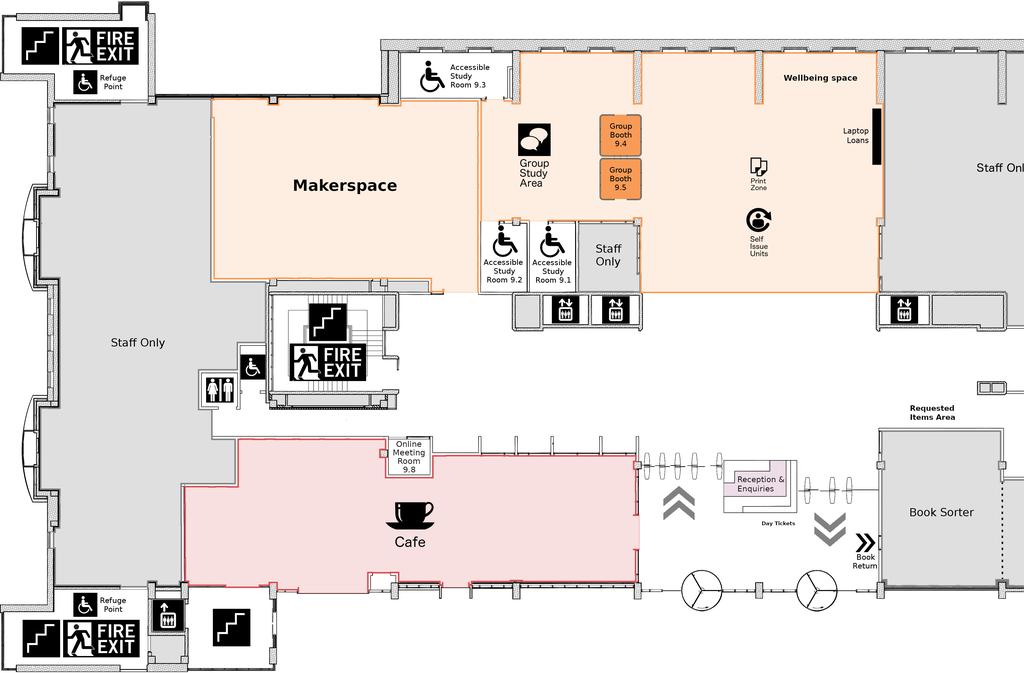 FIRE
EXIT
Refuge
Point
Accessible
Study
Room 9.3
Wellbeing space
Laptop
Loans
Group
Booth
9.4
Group
Study
Area
Group
Booth
9.5
Print
Zone
Makerspace
Self
Issue
Units
Accessible
Study
Room 9.2
Accessible
Study
Room 9.1
Staff
Only
Staff Only
FIRE
EXIT
Requested
Items Area
Online
Meeting
Room
9.8
Reception &
Enquiries
Day Tickets
Book Sorter
Book
Return
Cafe
Refuge
Point
FIRE
EXIT